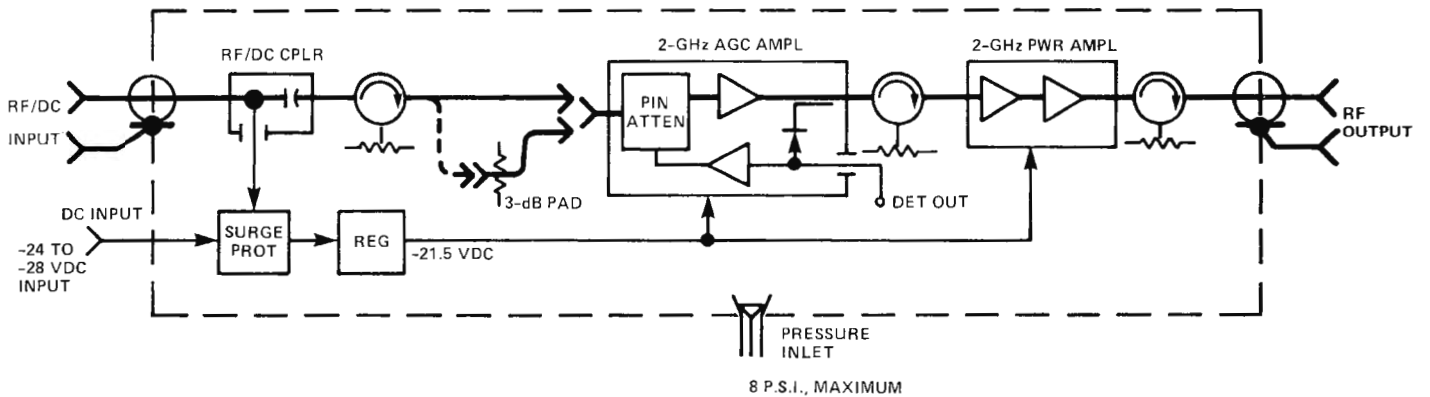 RF/DC CPLR
2-GHz AGC AMPL
2-GHz PWR AMPL
RF/DC
INPUT
PIN
ATTEN
RF
OUTPUT
3-dB PAD
DET OUT
DC INPUT
-24 TO
-28 VDC
INPUT
SURGE
PROT
REG
-21.5 VDC
PRESSURE
INLET
8 P.S.I., MAXIMUM